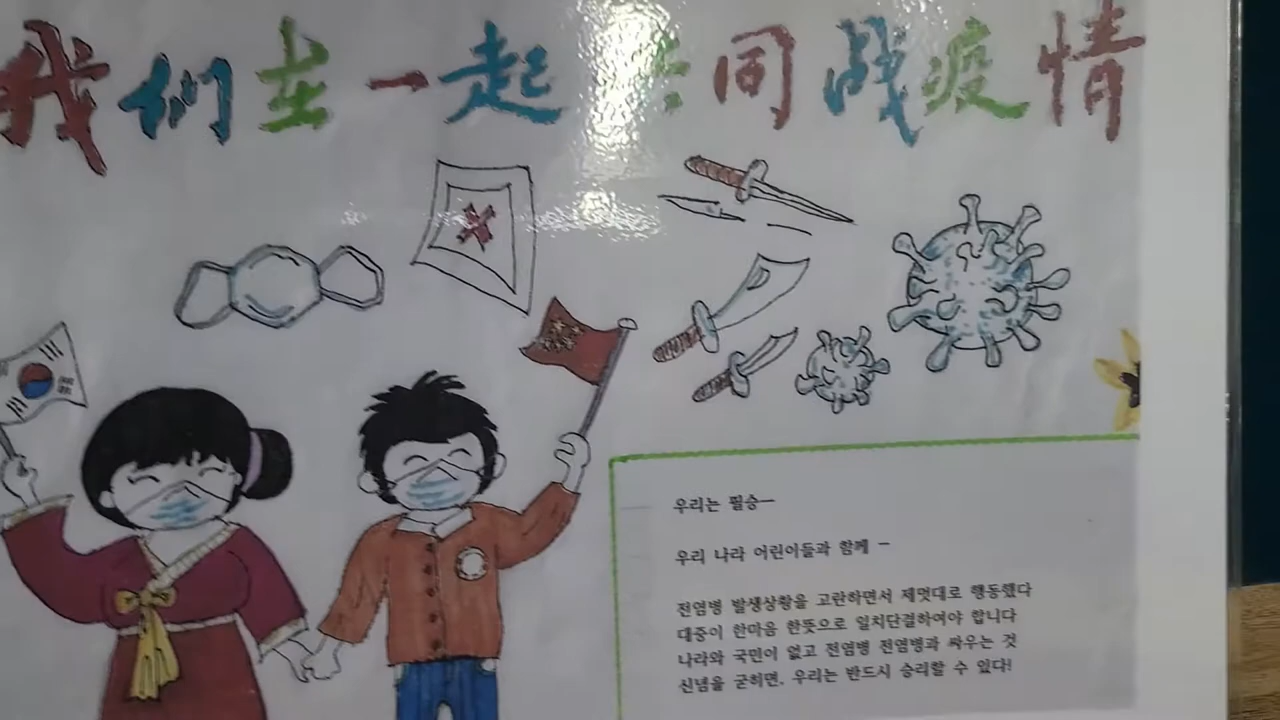 我们在一起 同战疫情
우리는 필승一
우리 나라 어린이들과 함께 -
전염병 발생상황을 고란하면서 제멋대로 행동했다
대중이 한마음 한뜻으로 일치단결하여야 합니다
나라와 국민이 없고 전염병 전염병과 싸우는 것
신념을 굳히면, 우리는 반드시 승리할 수 있다!